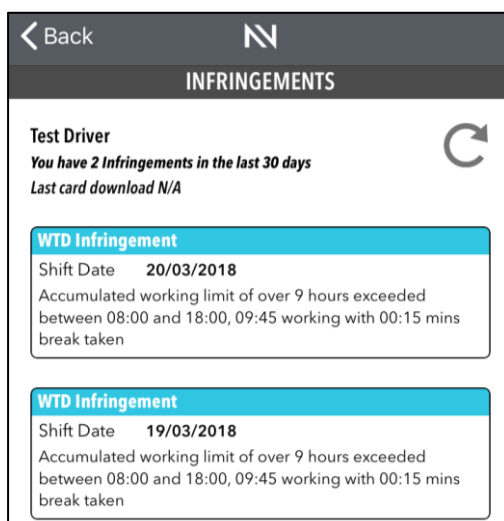 Back
INFRINGEMENTS
Test Driver
You have 2 Infringements in the last 30 days
Last card download N/A
WTD Infringement
Shift Date 20/03/2018
Accumulated working limit of over 9 hours exceeded
between 08:00 and 18:00, 09:45 working with 00:15 mins
break taken
WTD Infringement
Shift Date 19/03/2018
Accumulated working limit of over 9 hours exceeded
between 08:00 and 18:00, 09:45 working with 00:15 mins
break taken